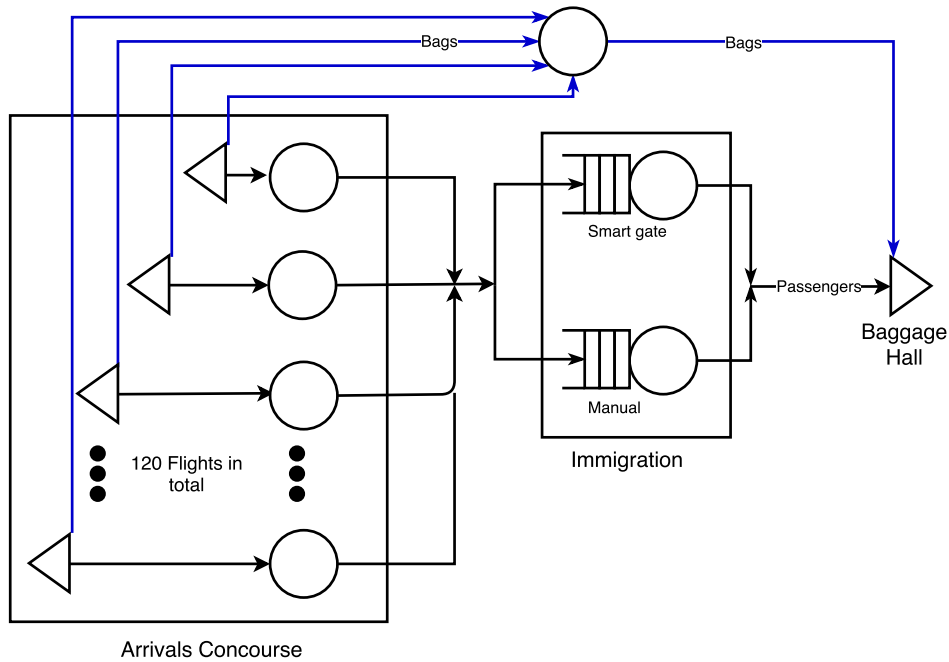 Bags
Bags
Smart gate
Passengers
Baggage
Hall
Manual
120 Flights in
total
Immigration
Arrivals Concourse